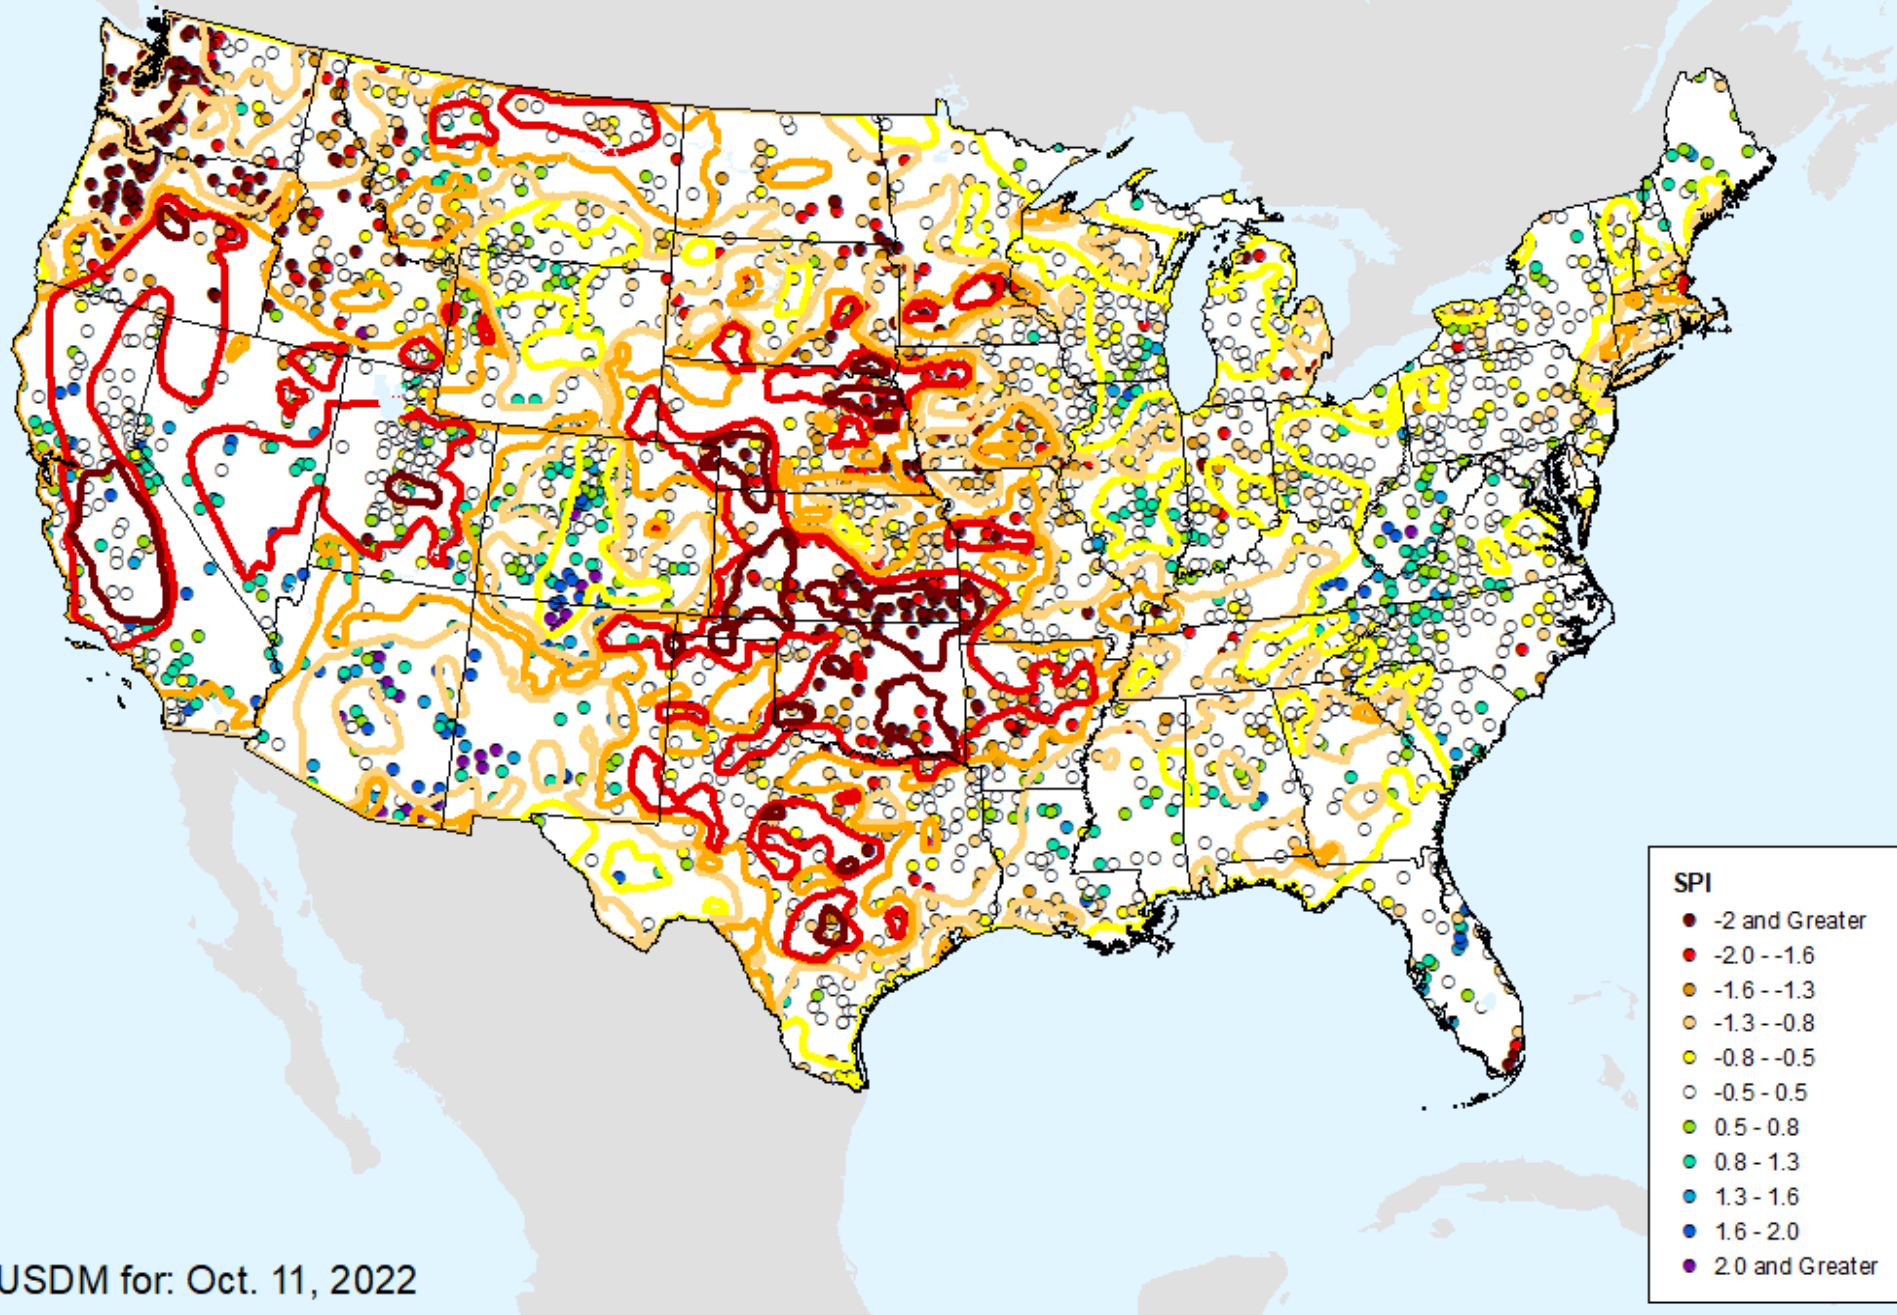 SPI
-2 and Greater
-2.0 - -1.6
-1.6 - -1.3
-1.3 - -0.8
-0.8 - -0.5
-0.5 - 0.5
0.5 - 0.8
0.8 - 1.3
1.3 - 1.6
1.6 - 2.0
2.0 and Greater
USDM for: Oct. 11, 2022